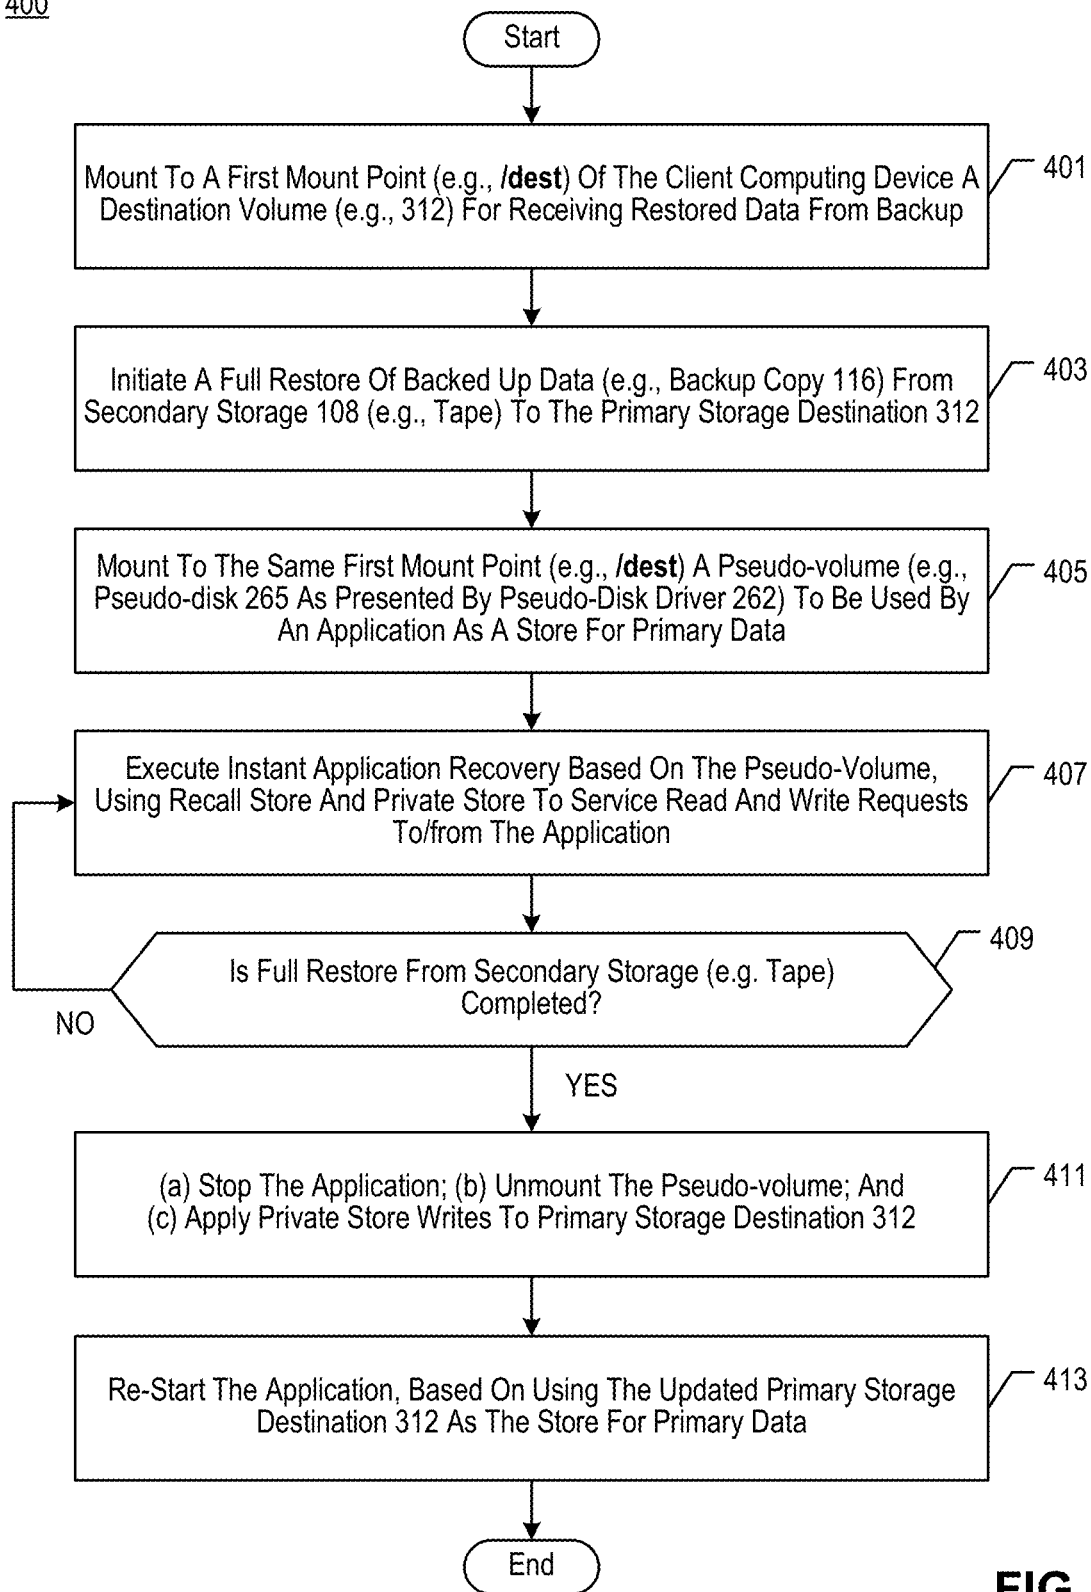 400
Start
Mount To A First Mount Point (e.g., /dest) Of The Client Computing Device A
Destination Volume (e.g., 312) For Receiving Restored Data From Backup
401
Initiate A Full Restore Of Backed Up Data (e.g., Backup Copy 116) From
Secondary Storage 108 (e.g., Tape) To The Primary Storage Destination 312
403
Mount To The Same First Mount Point (e.g., /dest) A Pseudo-volume (e.g.,
Pseudo-disk 265 As Presented By Pseudo-Disk Driver 262) To Be Used By
An Application As A Store For Primary Data
405
Execute Instant Application Recovery Based On The Pseudo-Volume,
Using Recall Store And Private Store To Service Read And Write Requests
To/from The Application
407
Is Full Restore From Secondary Storage (e.g. Tape)
Completed?
409
NO
YES
(a) Stop The Application; (b) Unmount The Pseudo-volume; And
(c) Apply Private Store Writes To Primary Storage Destination 312
411
Re-Start The Application, Based On Using The Updated Primary Storage
Destination 312 As The Store For Primary Data
413
End
FIG